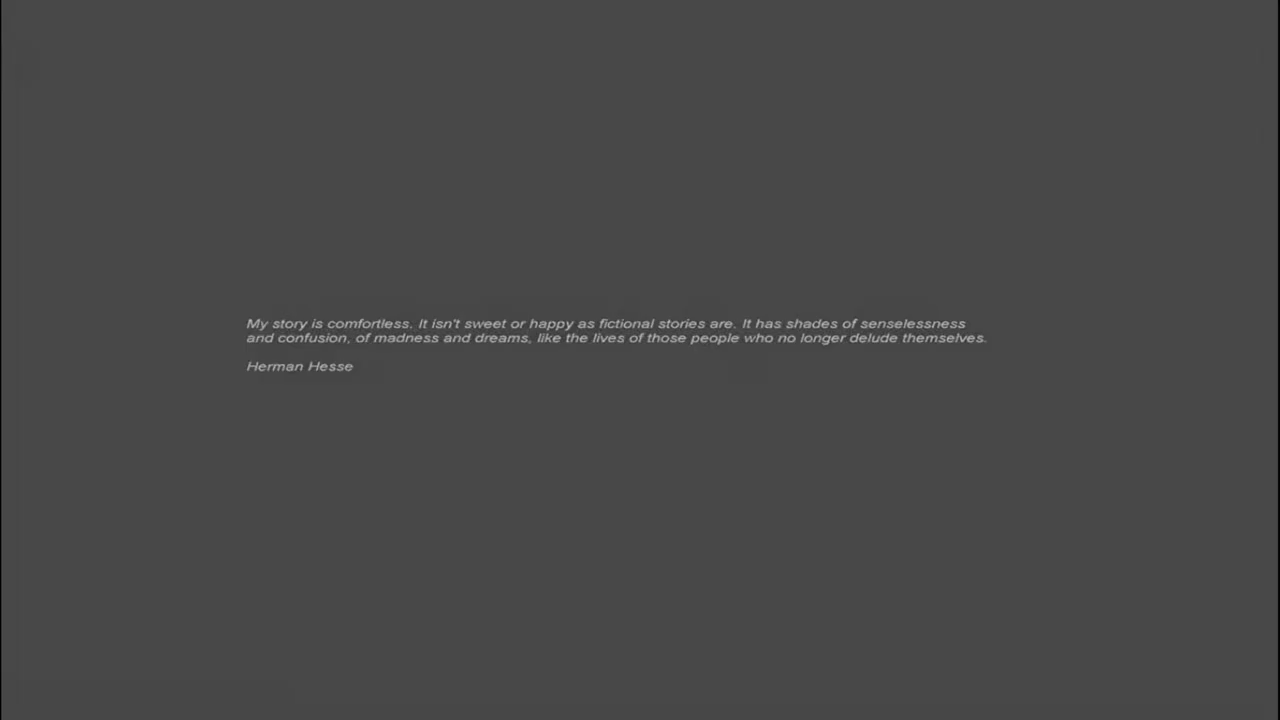 My story is comfortless. It isn't sweet or happy as fictional stories are. It has shades of senselessness
and confusion, of madness and dreams, like the lives of those people who no longer delude themselves.
Herman Hesse